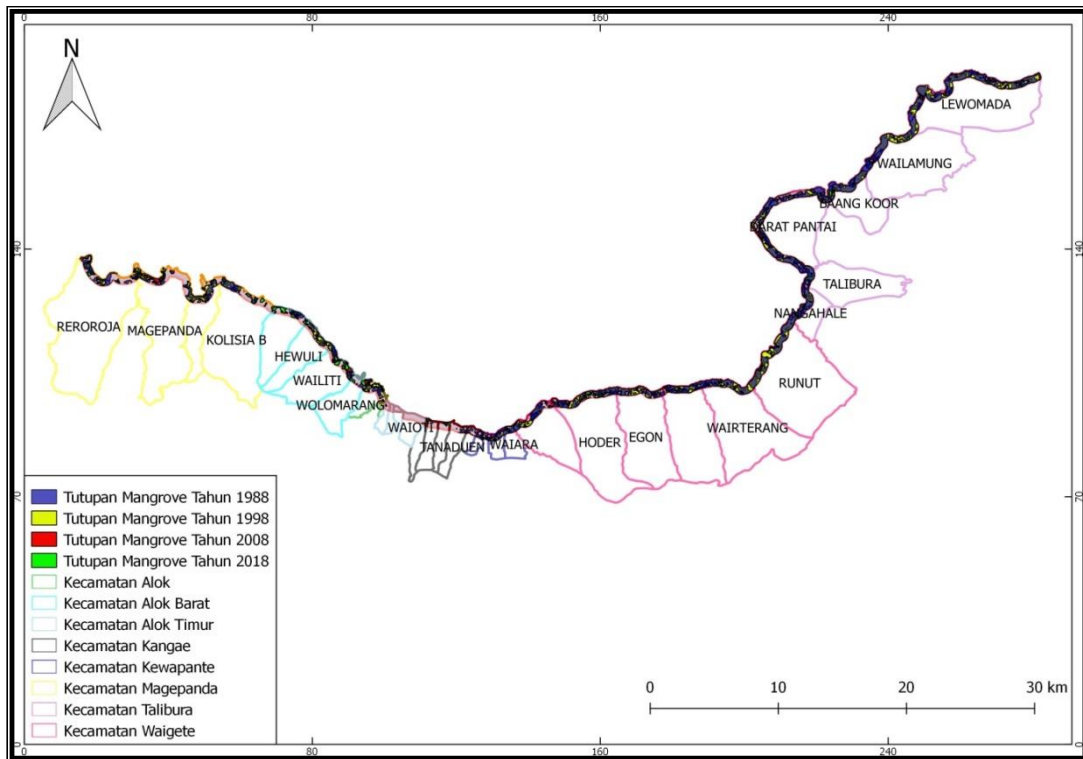 0
80
160
240
N
LEWOMADA
WAILAMUNG
BAANG KOOR
DARAT PANTAI
140
140
TALIBURA
NANGAHALE
REROROJA
MAGEPANDA
KOLISIA B
HEWULI
WAILITI
WOLOMARANG
WAIOTI
TANADUEN
WAIARA
HODER
EGON
WAIRTERANG
RUNUT
70
70
Tutupan Mangrove Tahun 1988
Tutupan Mangrove Tahun 1998
Tutupan Mangrove Tahun 2008
Tutupan Mangrove Tahun 2018
Kecamatan Alok
Kecamatan Alok Barat
Kecamatan Alok Timur
Kecamatan Kangae
Kecamatan Kewapante
Kecamatan Magepanda
Kecamatan Talibura
Kecamatan Waigete
0 10 20 30 km
0
0
0
80
160
240